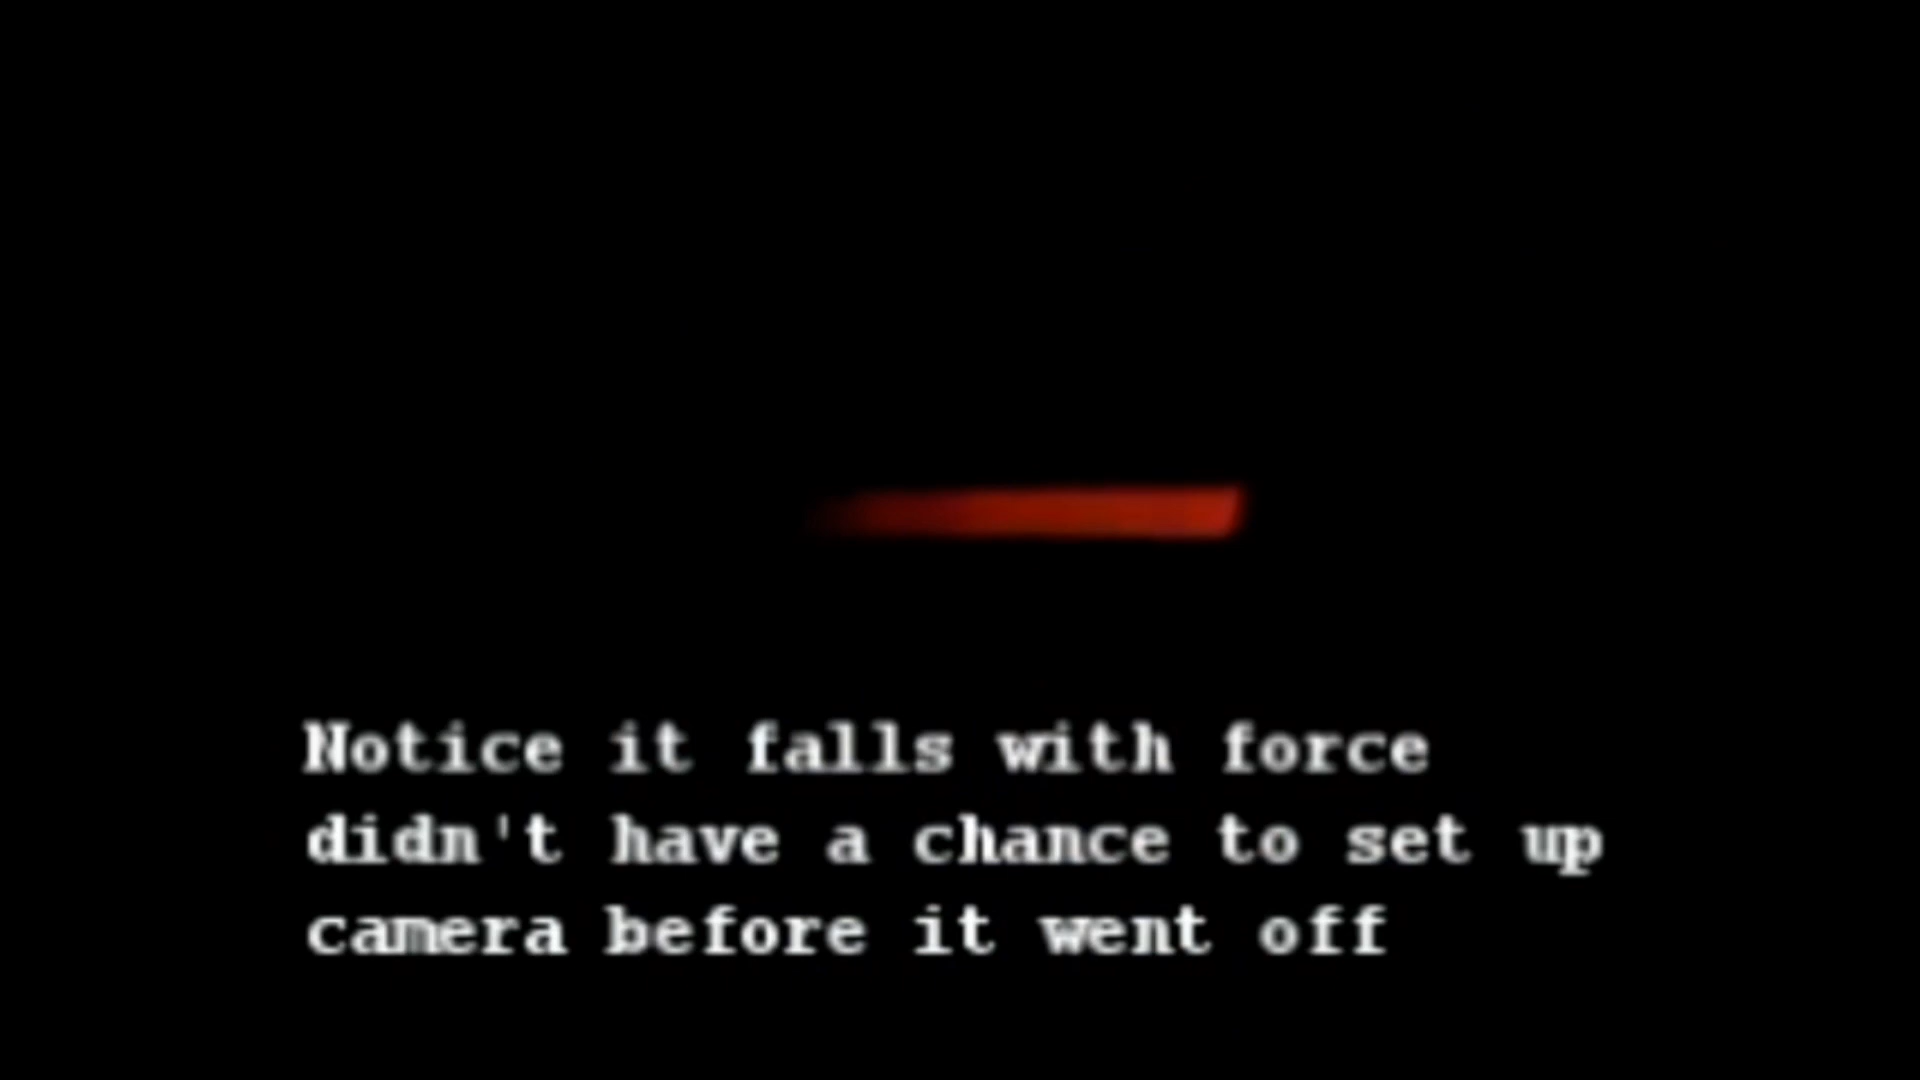 Notice it falls with force
didn't have a chance to set up
camera before it went off